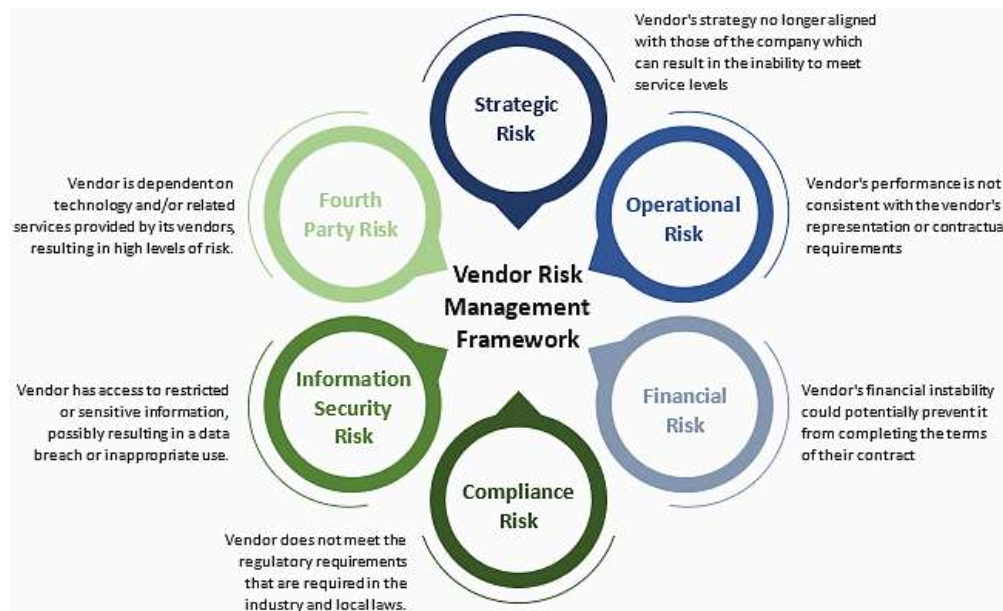 Vendor's strategy no longer aligned
with those of the company which
can result in the inability to meet
service levels
Strategic
Risk
Vendor is dependent on
technology and/or related
services provided by its vendors,
resulting in high levels of risk.
Fourth
Party Risk
Operational
Risk
Vendor's performance is not
consistent with the vendor's
representation or contractua
requirements
Vendor Risk
Management
Framework
Vendor has access to restricted
or sensitive information,
possibly resulting in a data
breach or inappropriate use.
Information
Security
Risk
Financial
Risk
Vendor's financial instability
could potentially prevent it
from completing the terms
of their contract
Compliance
Risk
Vendor does not meet the
regulatory requirements
that are required in the
industry and local laws.